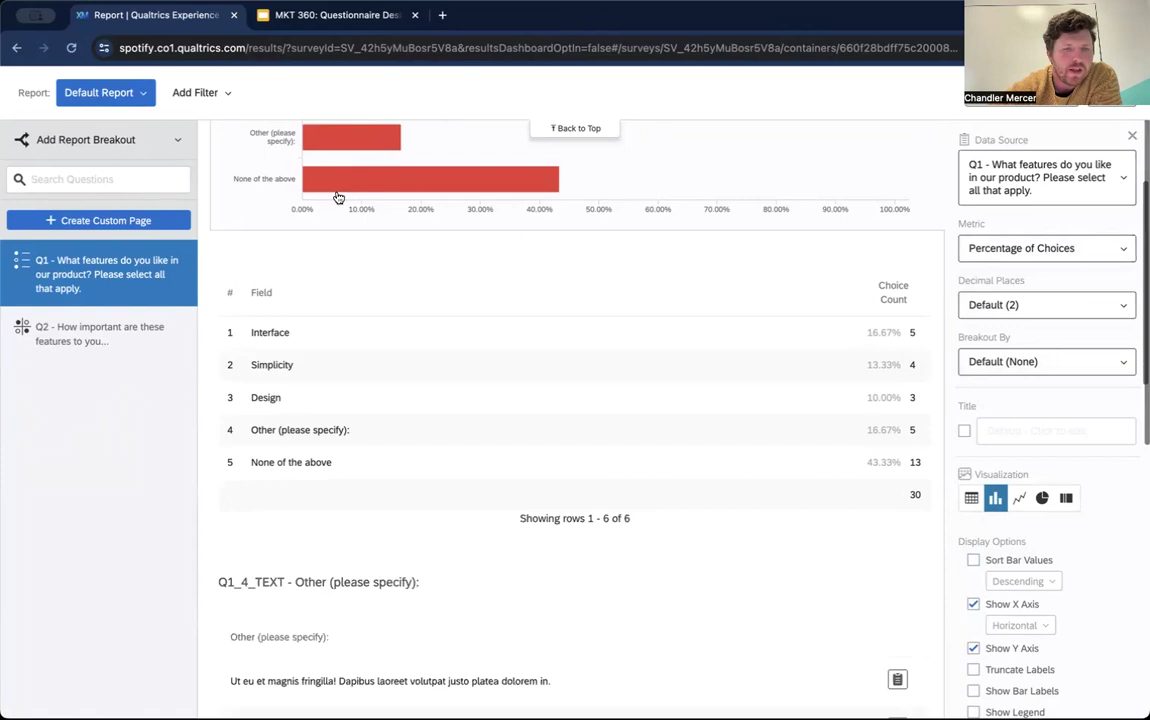 XM Report | Qualtrics Experience
MKT 360: Questionnaire Desi
spotify.co1.qualtrics.com/results/?surveyId=SV_42h5yMuBosr5V8a&resultsDashboardOptIn=false#/surveys/SV_42h5yMuBosr5V8a/containers/660f28bdff75c20008...
Chandler Mercer
Report:
Default Report
Add Filter
Add Report Breakout
Search Questions
+ Create Custom Page
Q1 - What features do you like in
our product? Please select all
that apply.
Q2 - How important are these
features to you...
Back to Top
Other (please
specify):
None of the above
0.00% 10.00% 20.00% 30.00% 40.00% 50.00% 60.00% 70.00% 80.00% 90.00% 100.00%
# Field Choice
Count
1 Interface 16.67% 5
2 Simplicity 13.33% 4
3 Design 10.00% 3
4 Other (please specify): 16.67% 5
5 None of the above 43.33% 13
30
Showing rows 1 - 6 of 6
Q1_4_TEXT - Other (please specify):
Other (please specify):
Ut eu et magnis fringilla! Dapibus laoreet volutpat justo platea dolorem in.
Data Source
Q1 - What features do you like
in our product? Please select
all that apply.
Metric
Percentage of Choices
Decimal Places
Default (2)
Breakout By
Default (None)
Title
Default - Click to edit
Visualization
Display Options
Sort Bar Values
Descending
Show X Axis
Horizontal
Show Y Axis
Truncate Labels
Show Bar Labels
Show Legend